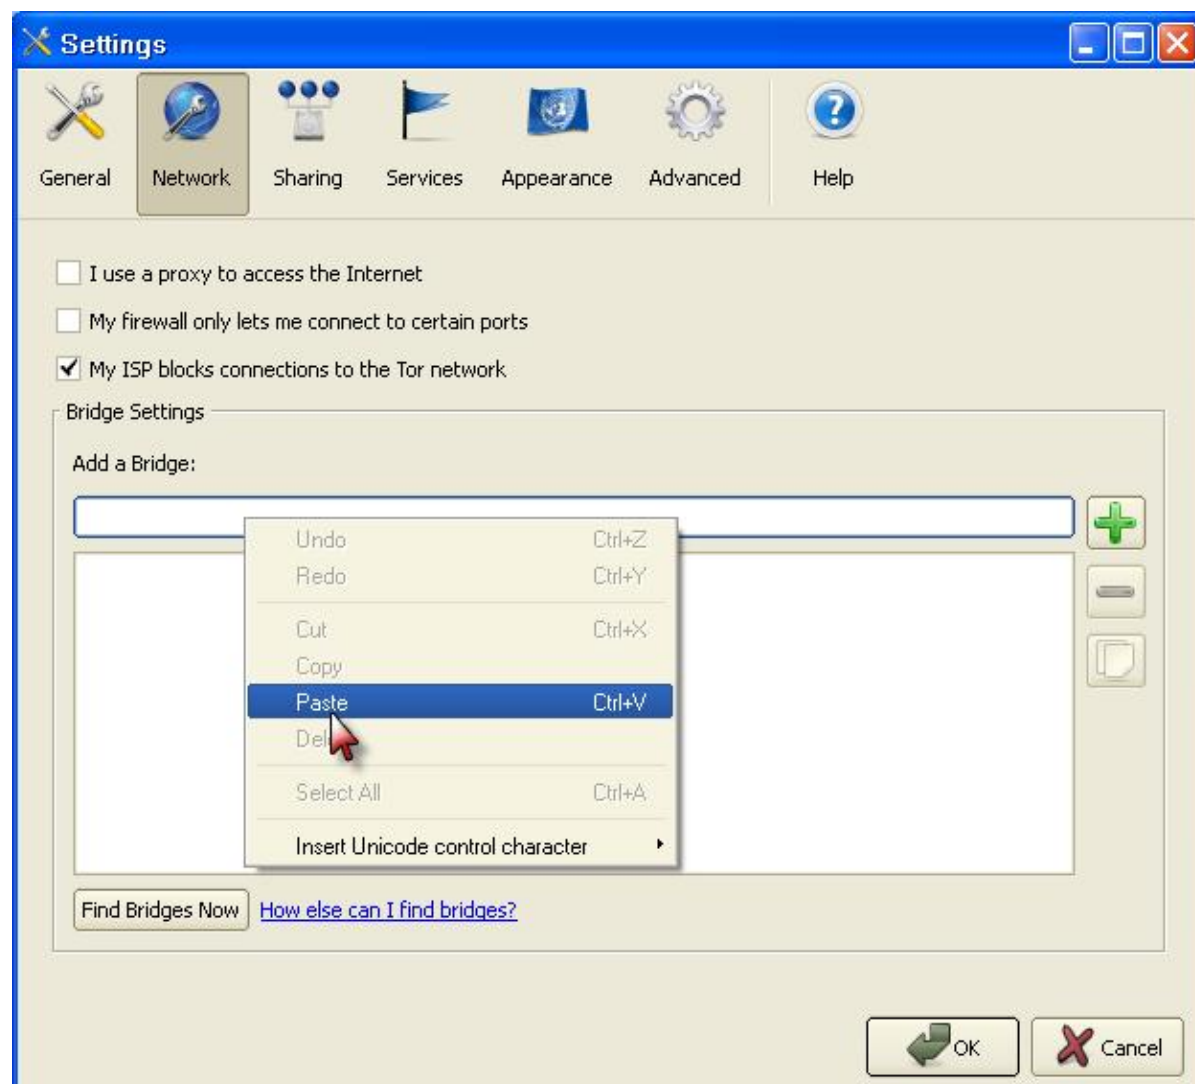 Settings
General Network Sharing Services Appearance Advanced Help
I use a proxy to access the Internet
My firewall only lets me connect to certain ports
My ISP blocks connections to the Tor network
Bridge Settings
Add a Bridge:
Undo Ctrl+Z
Redo Ctrl+Y
Cut Ctrl+X
Copy
Paste Ctrl+V
Select All Ctrl+A
Insert Unicode control character
Find Bridges Now How else can I find bridges?
OK Cancel